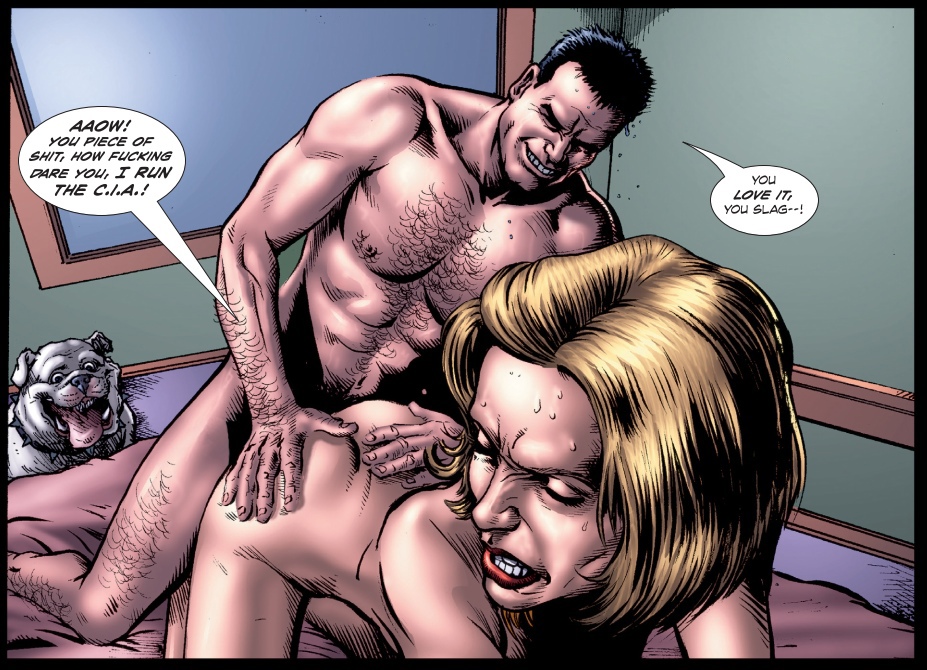 AAOW!
YOU PIECE OF
SHIT, HOW FUCKING
DARE YOU, I RUN
THE C.I.A.!
YOU
LOVE IT,
YOU SLAG--!